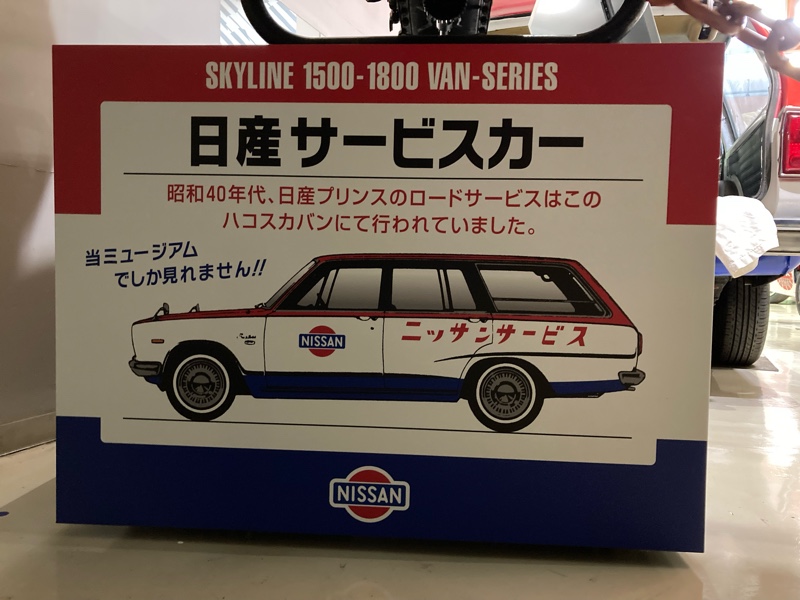 SKYLINE 1500-1800 VAN-SERIES
日産サービスカー
昭和40年代、日産プリンスのロードサービスはこの
ハコスカバンにて行われていました。
当ミュージアム
でしか見れません!!
NISSAN
ニッサンサービス
NISSAN